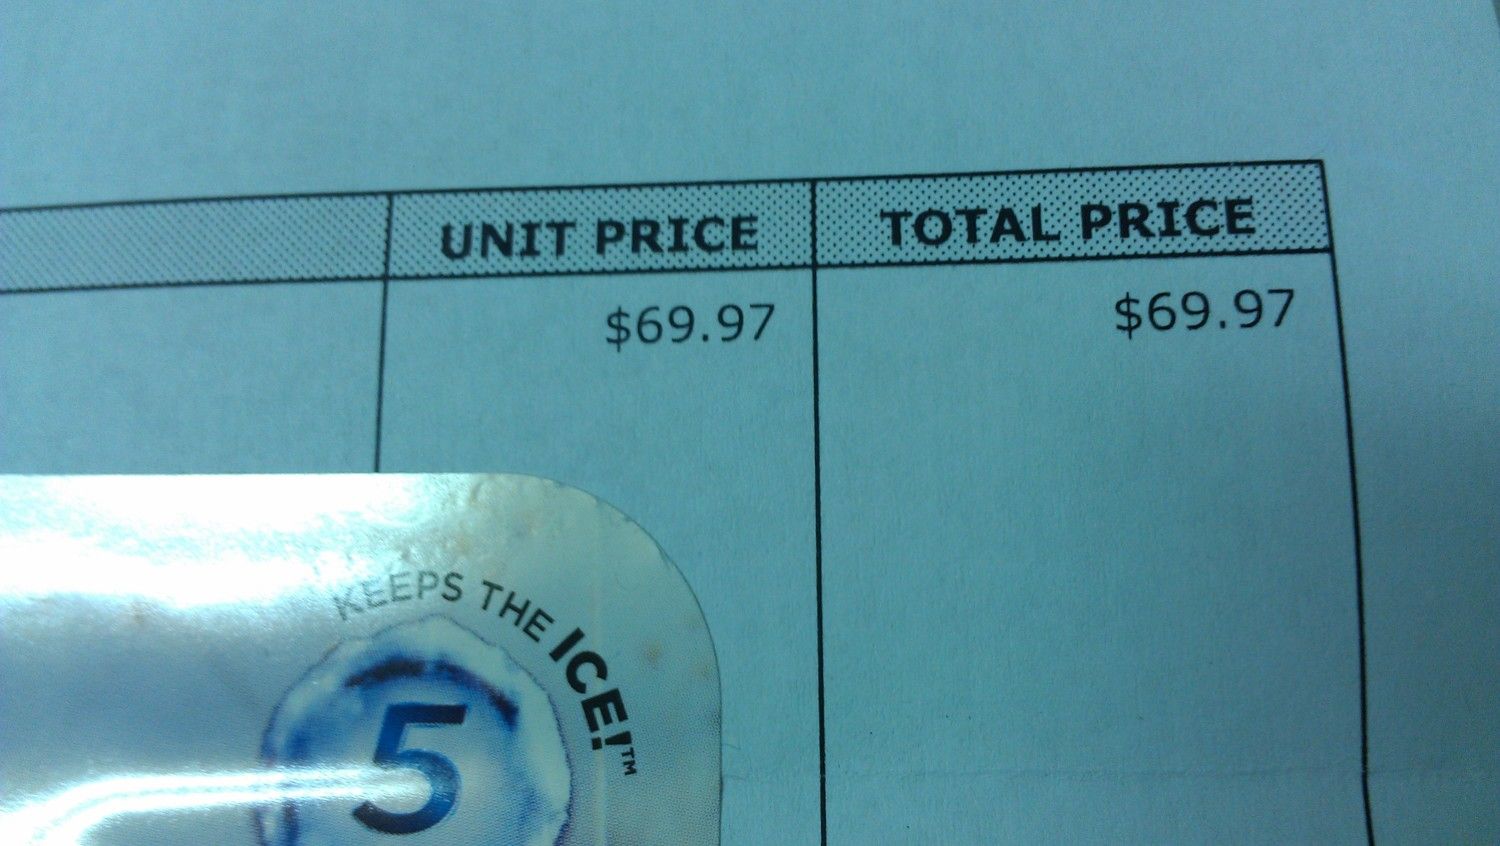 UNIT PRICE TOTAL PRICE
$69.97 $69.97
KEEPS THE ICE!™
5